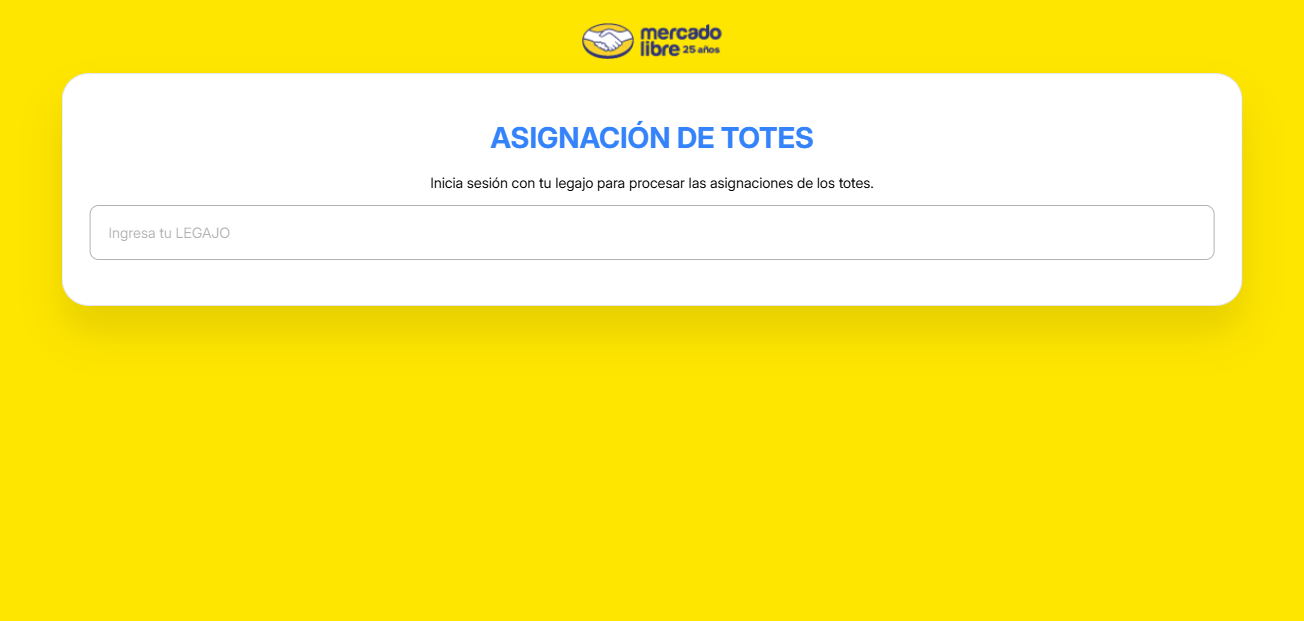 mercado
libre 25 años
ASIGNACIÓN DE TOTES
Inicia sesión con tu legajo para procesar las asignaciones de los totes.
Ingresa tu LEGAJO